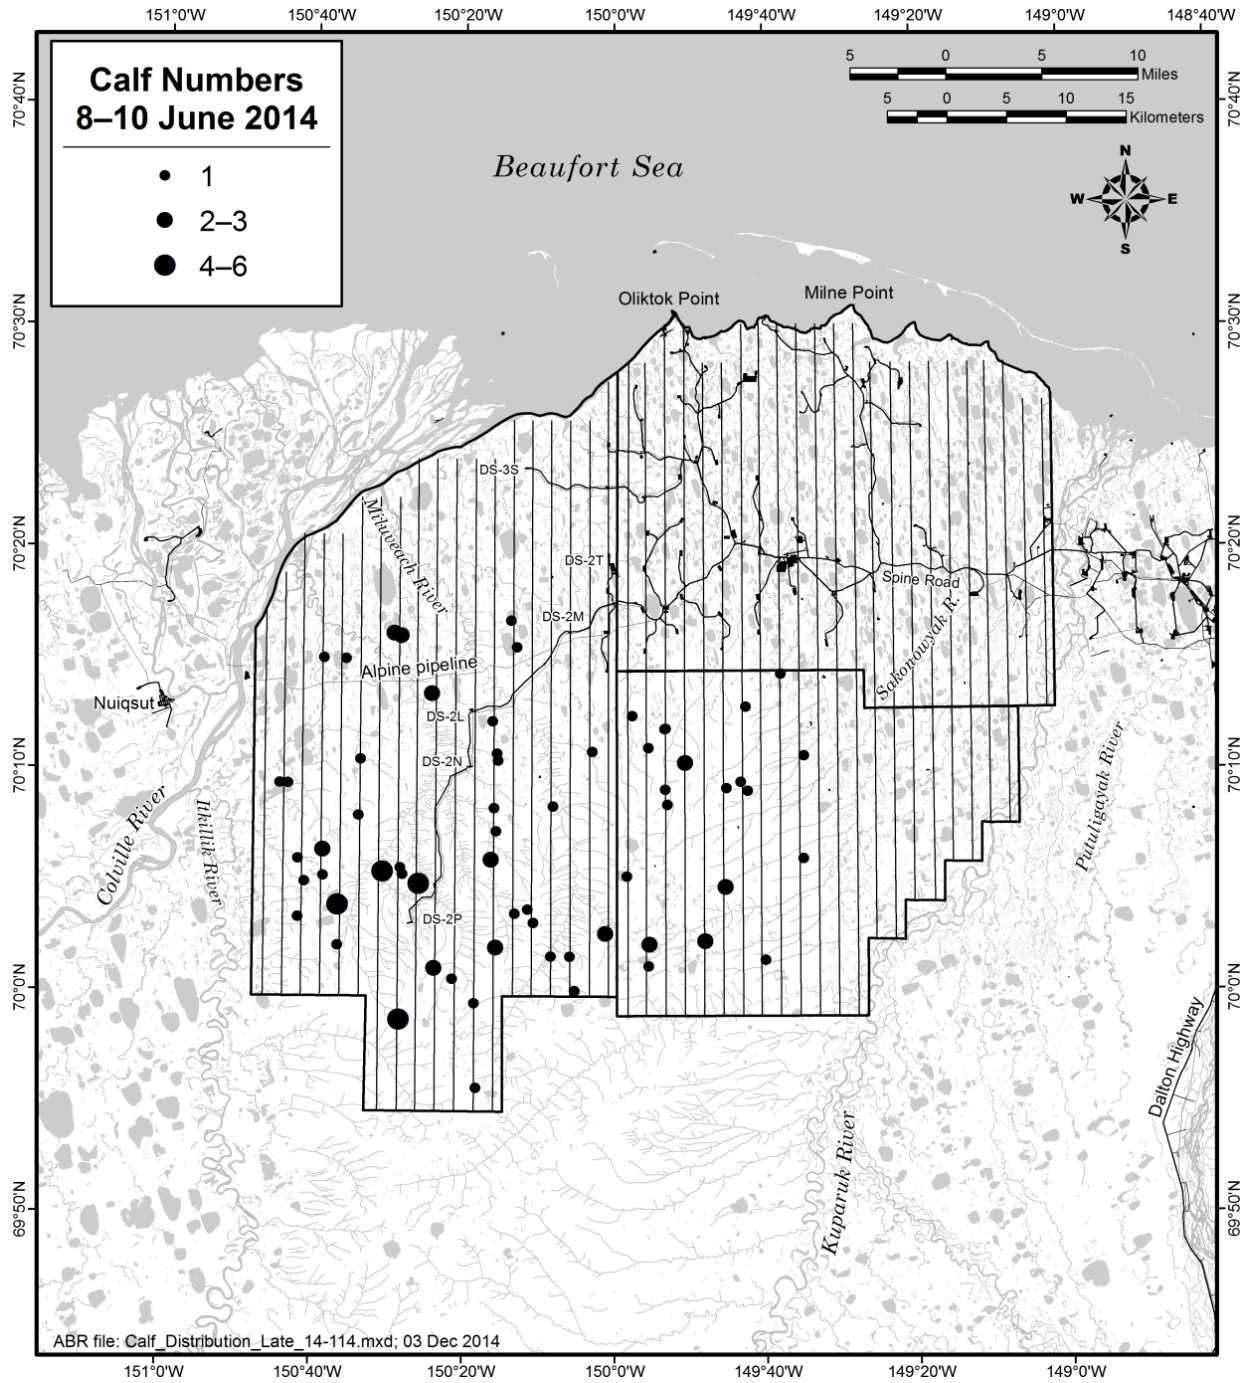 151°0'W 150°40'W 150°20'W 150°0'W 149°40'W 149°20'W 149°0'W 148°40'W
Calf Numbers
8–10 June 2014
1
2–3
4–6
5 0 5 10
Miles
5 0 5 10 15
Kilometers
N
W E
S
Beaufort Sea
70°40'N 70°40'N
70°30'N 70°30'N
Oliktok Point
Milne Point
DS-3S
Miluveach River
70°20'N 70°20'N
DS-2T
Spine Road
DS-2M
Sakonowyak R.
Alpine pipeline
Nuiqsut
DS-2L
DS-2N
70°10'N 70°10'N
Colville River
Itkillik River
Putuligayak River
DS-2P
70°0'N 70°0'N
Dalton Highway
Kuparuk River
69°50'N 69°50'N
ABR file: Calf_Distribution_Late_14-114.mxd; 03 Dec 2014
151°0'W 150°40'W 150°20'W 150°0'W 149°40'W 149°20'W 149°0'W